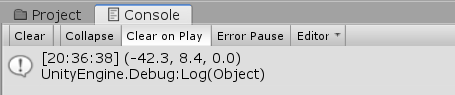 Project Console
Clear Collapse Clear on Play Error Pause Editor
[20:36:38] (-42.3, 8.4, 0.0)
UnityEngine.Debug:Log(Object)